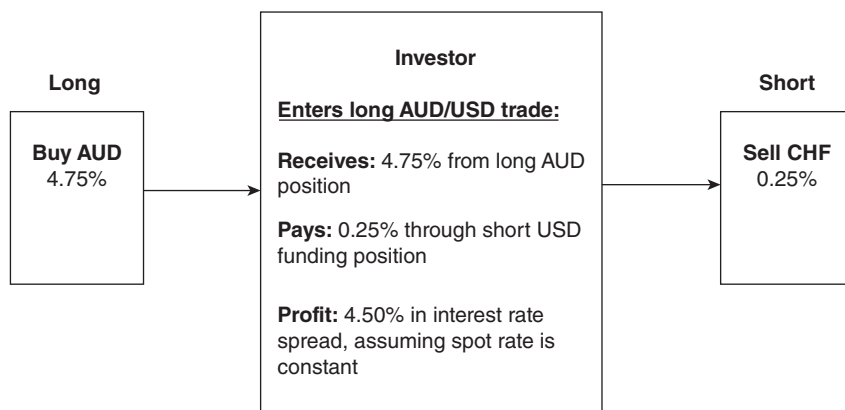 Long
Buy AUD
4.75%
Investor
Enters long AUD/USD trade:
Receives: 4.75% from long AUD
position
Pays: 0.25% through short USD
funding position
Profit: 4.50% in interest rate
spread, assuming spot rate is
constant
Short
Sell CHF
0.25%